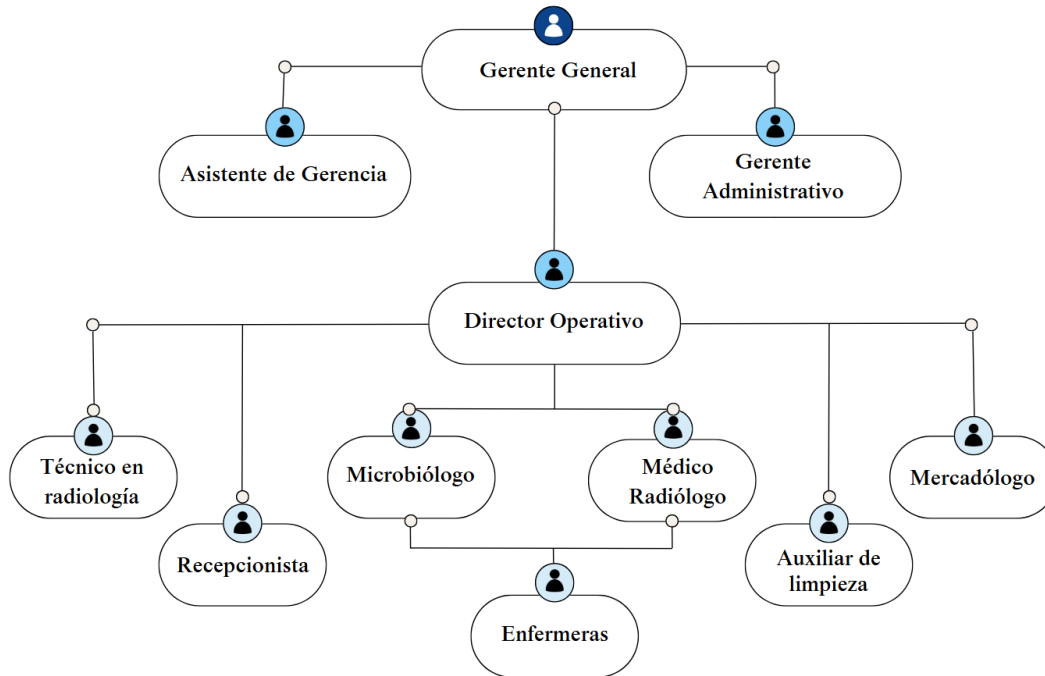 Gerente General
Asistente de Gerencia
Gerente
Administrativo
Director Operativo
Técnico en
radiología
Microbiólogo
Médico
Radiólogo
Mercadólogo
Recepcionista
Auxiliar de
limpieza
Enfermeras